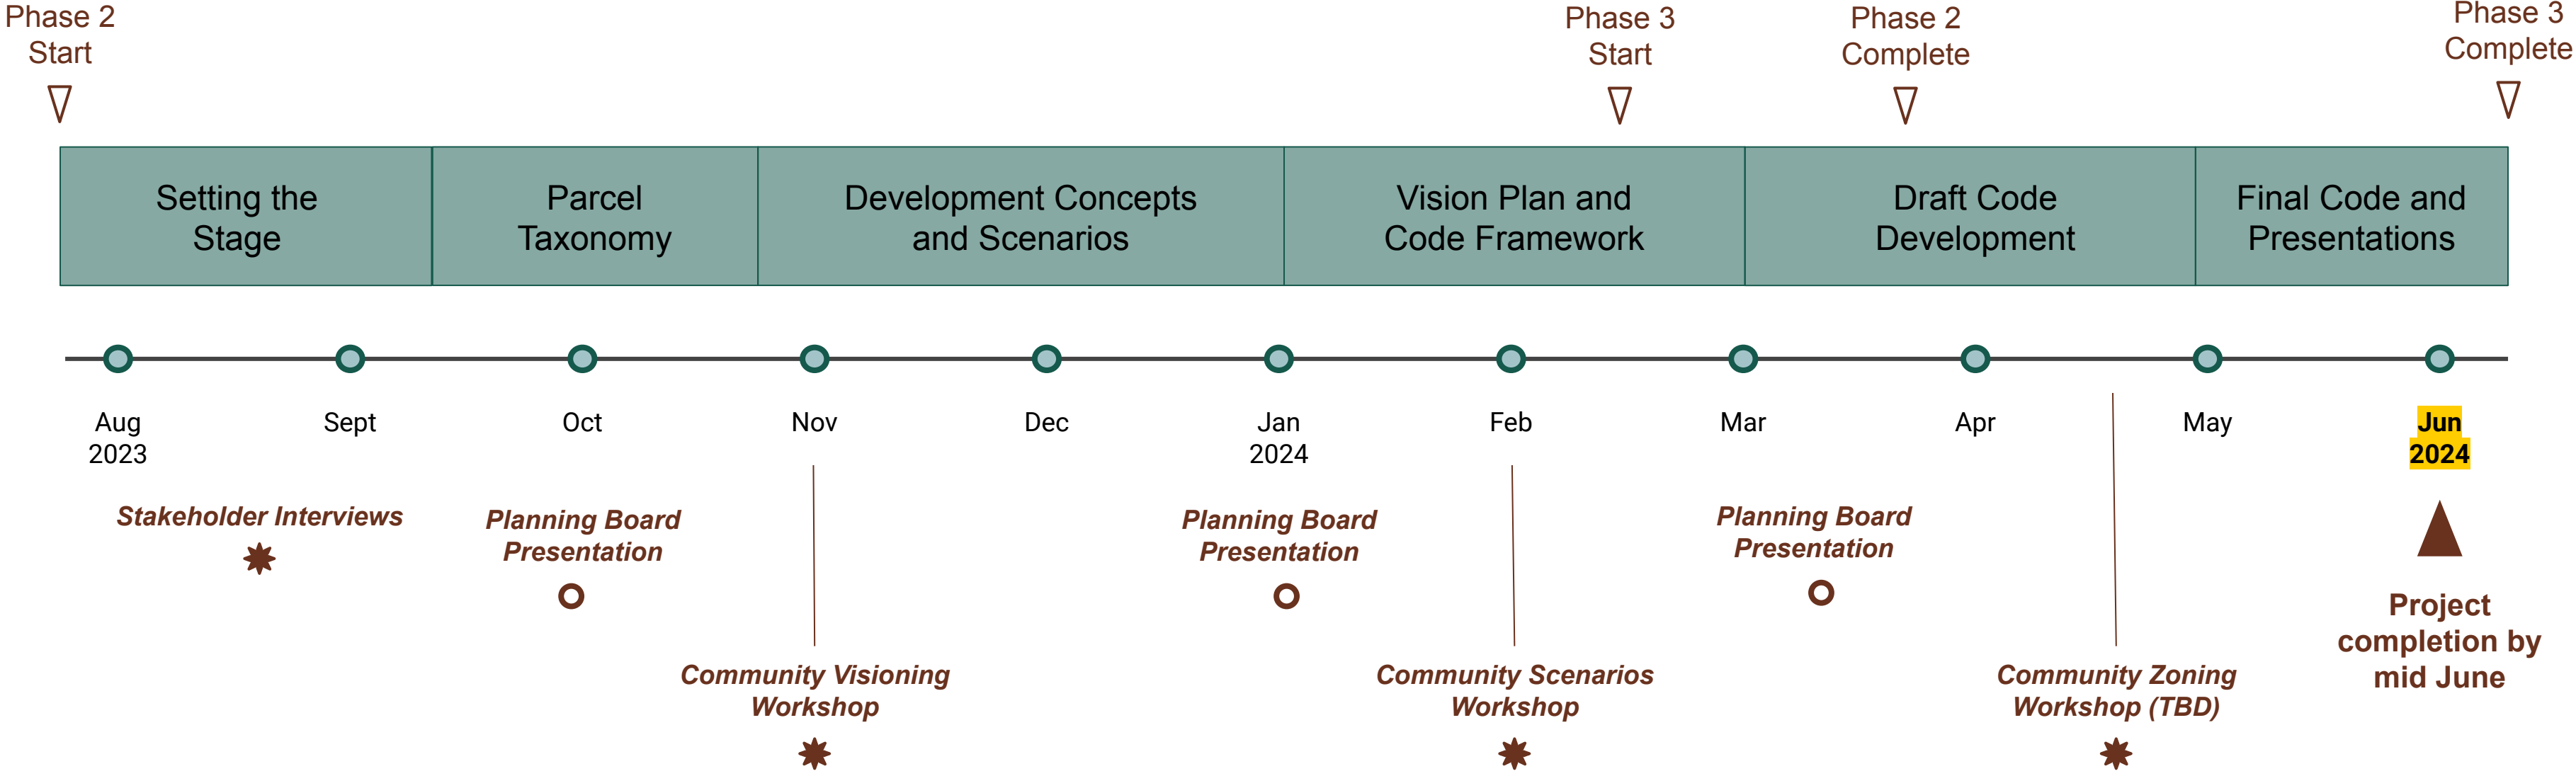 Phase 2
Start
Phase 3
Start
Phase 2
Complete
Phase 3
Complete
Setting the
Stage
Parcel
Taxonomy
Development Concepts
and Scenarios
Vision Plan and
Code Framework
Draft Code
Development
Final Code and
Presentations
Aug
2023
Sept
Oct
Nov
Dec
Jan
2024
Feb
Mar
Apr
May
Jun
2024
Stakeholder Interviews
Planning Board
Presentation
Planning Board
Presentation
Planning Board
Presentation
Community Visioning
Workshop
Community Scenarios
Workshop
Community Zoning
Workshop (TBD)
Project
completion by
mid June